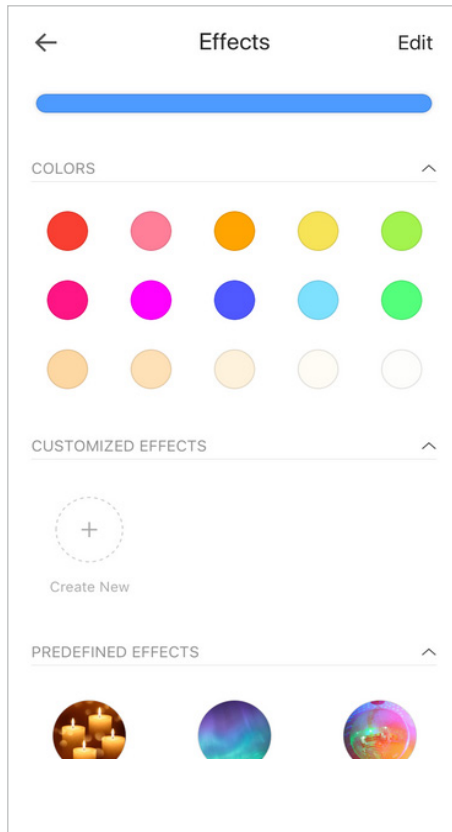 Effects
Edit
COLORS
CUSTOMIZED EFFECTS
Create New
PREDEFINED EFFECTS